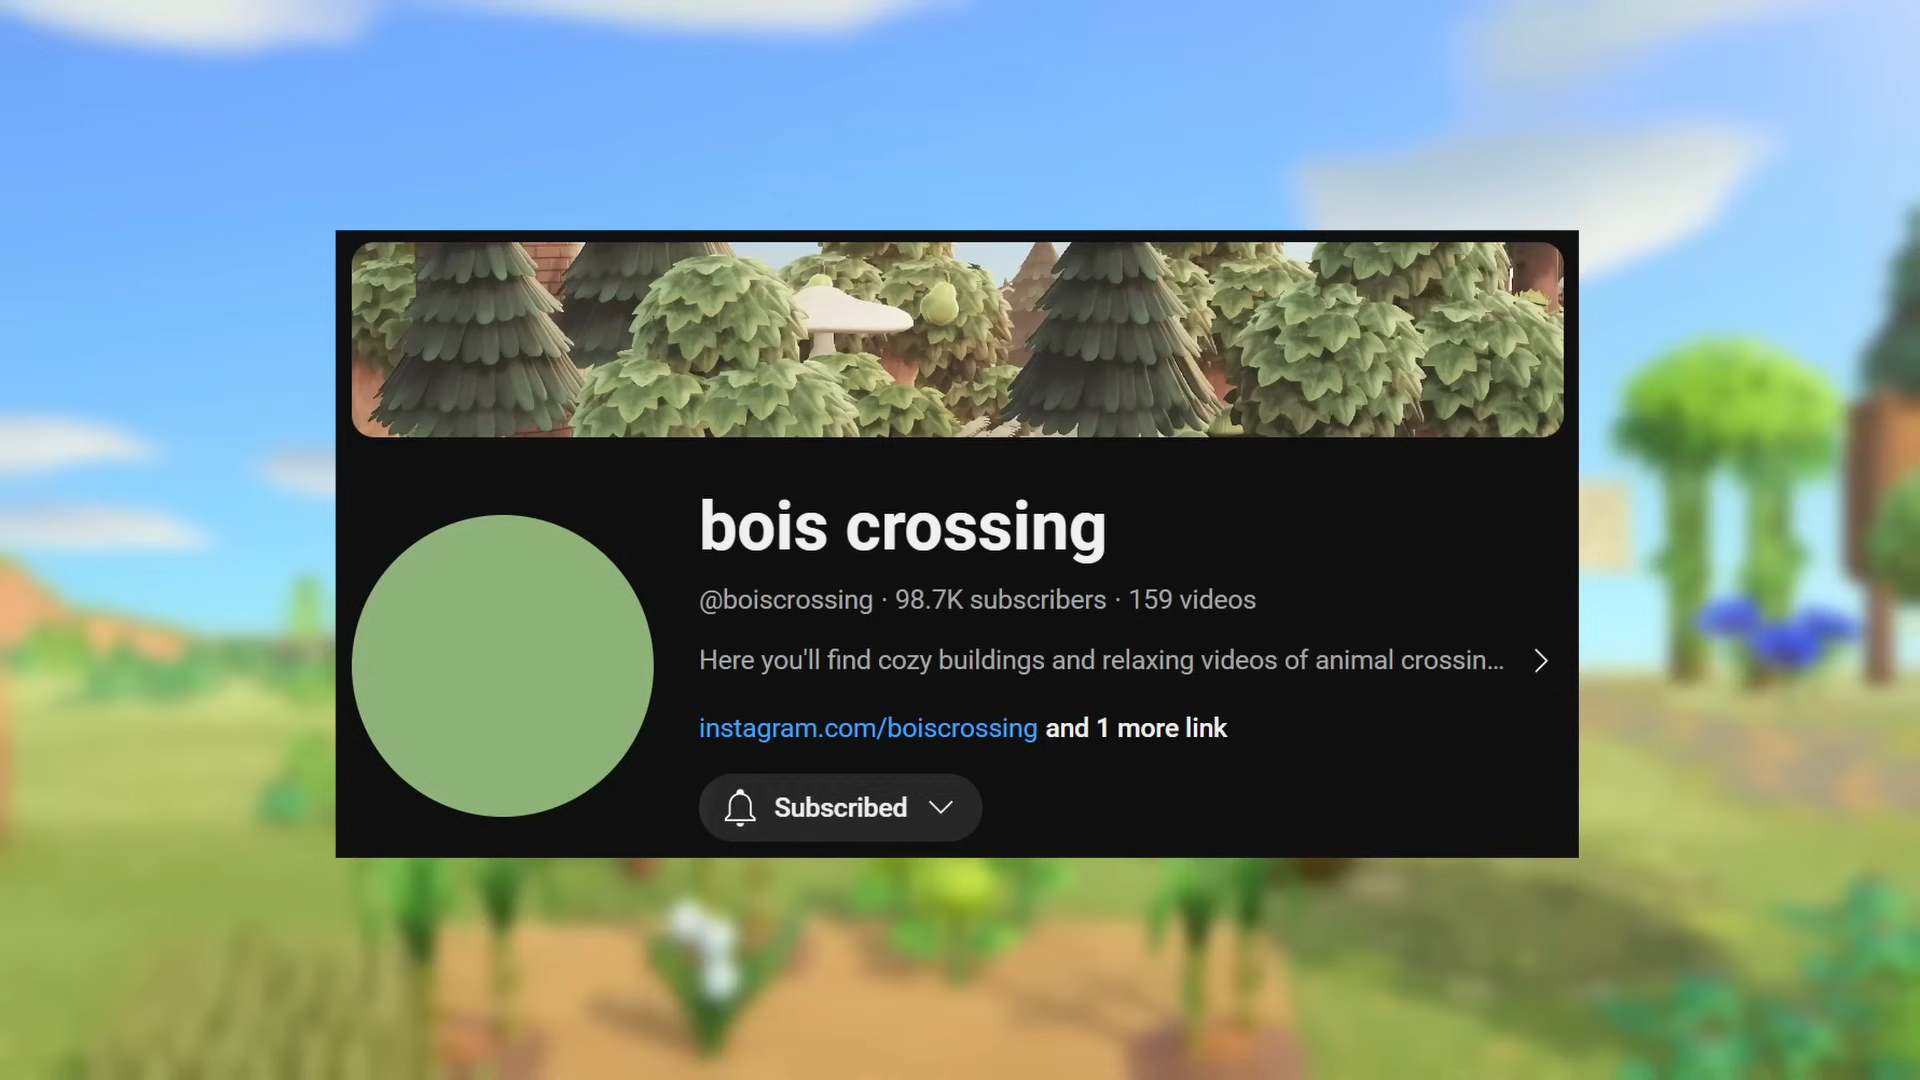 bois crossing
@boiscrossing · 98.7K subscribers · 159 videos
Here you'll find cozy buildings and relaxing videos of animal crossin...
instagram.com/boiscrossing and 1 more link
Subscribed